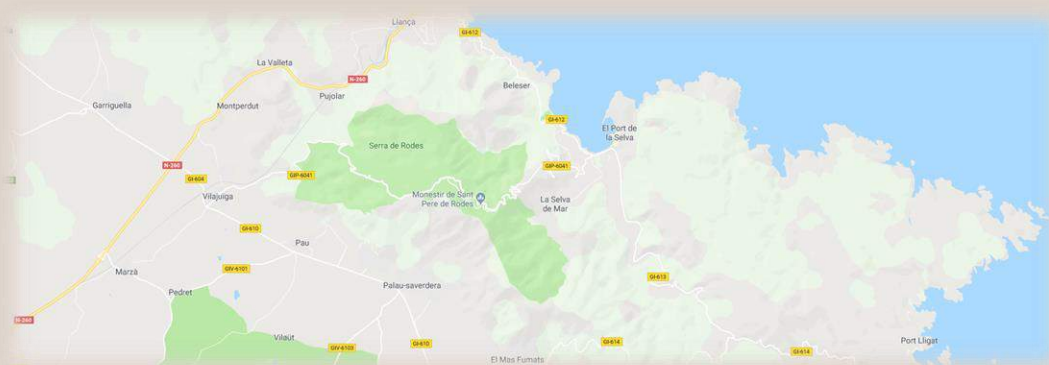 Llançà
GI-612
La Valleta
N-260
Beleser
Pujolar
Garriguella
Montperdut
GI-612
El Port de
la Selva
Serra de Rodes
N-260
GIP-6041
GI-604
GIP-6041
Vilajuïga
Monestir de Sant
Pere de Rodes
La Selva
de Mar
GI-610
Pau
Marzà
GIV-6101
GI-613
Pedret
Palau-saverdera
N-260
Vilaüt
GIV-6103
GI-610
GI-614
GI-614
Port Lligat
El Mas Fumats